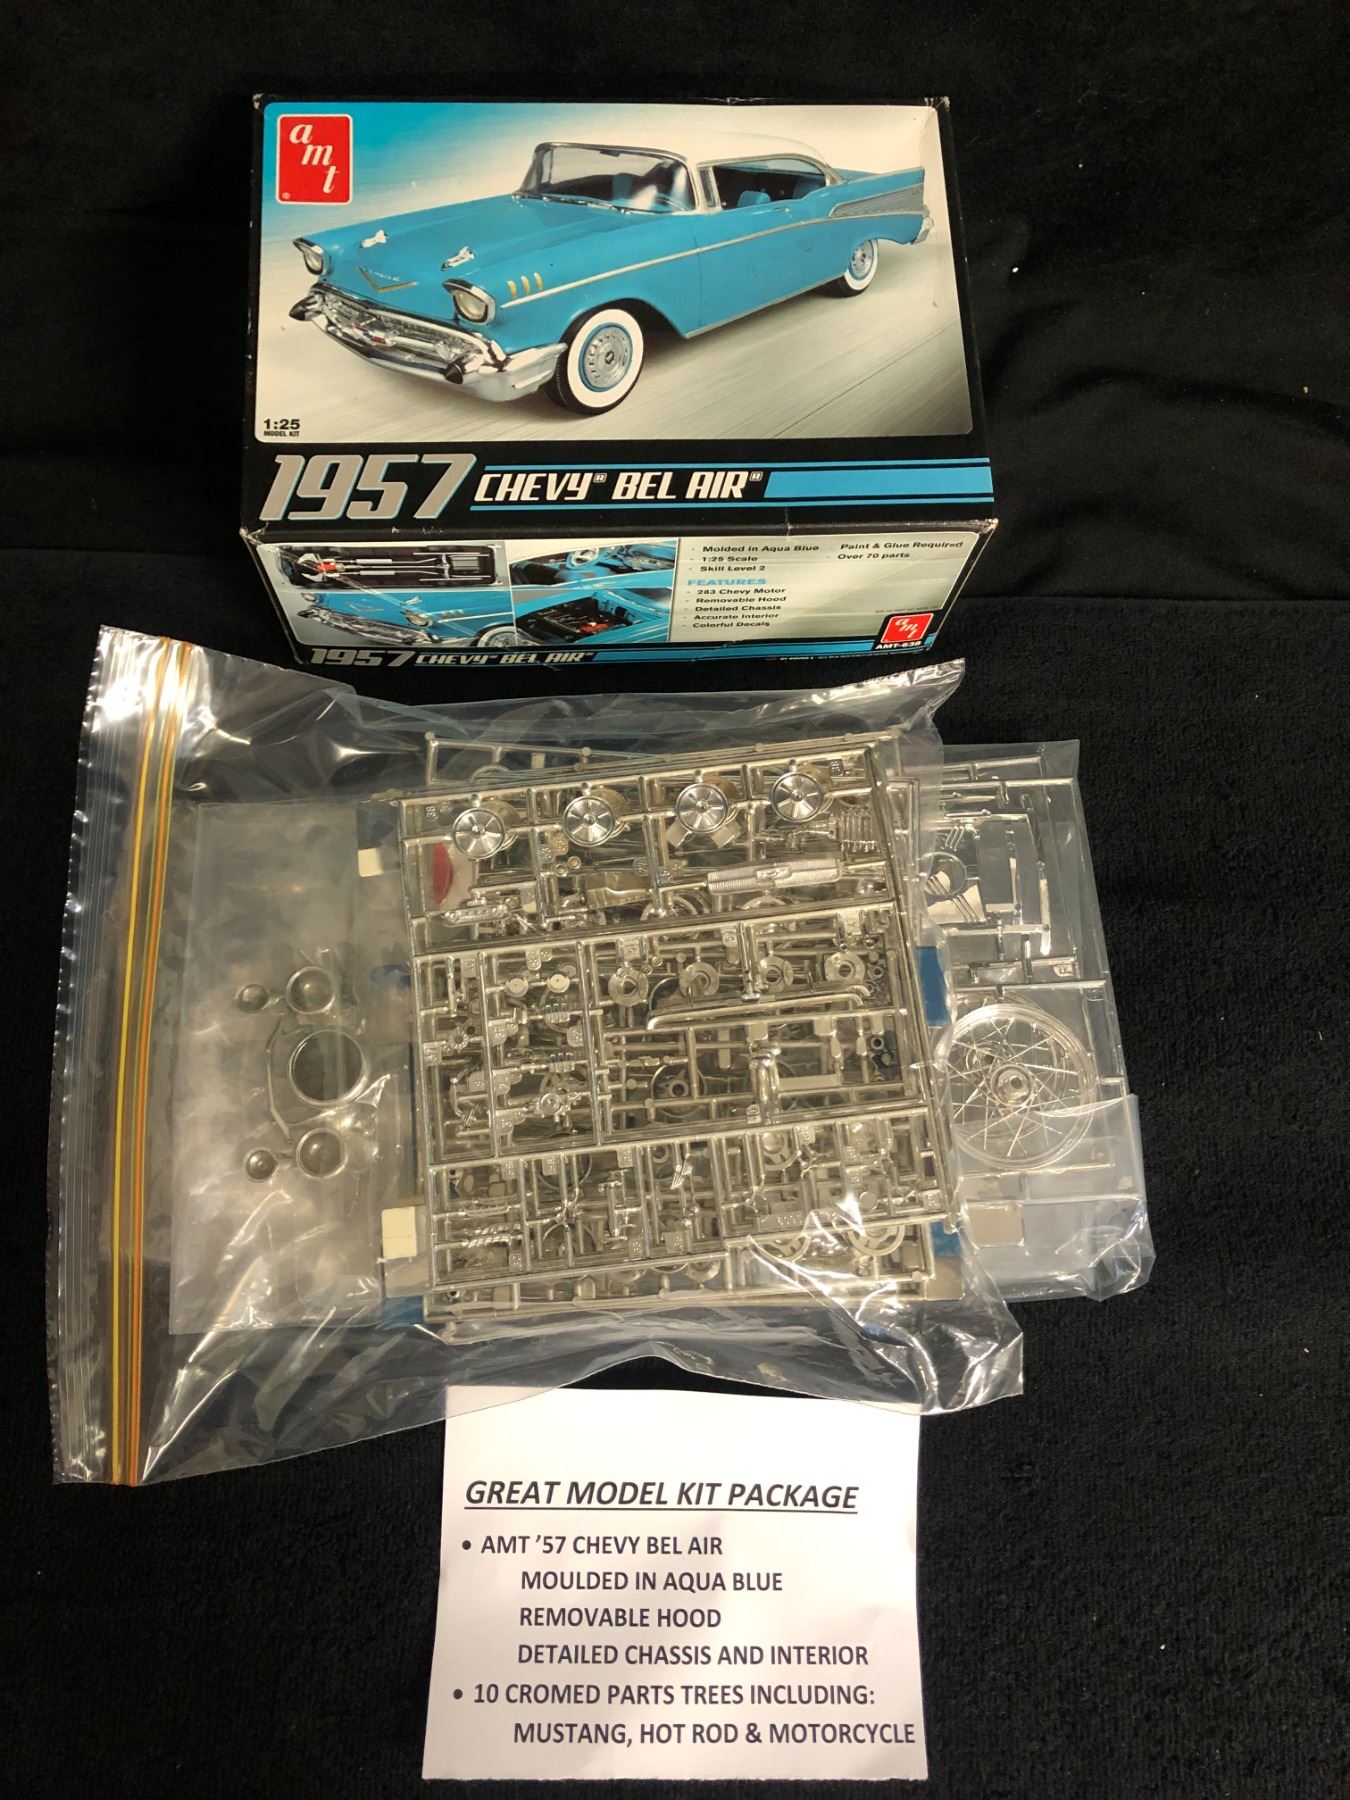 amt
1:25
MODEL KIT
1957 CHEVY® BEL AIR®
Molded in Aqua Blue
1:25 Scale
Skill Level 2
Paint & Glue Required
Over 70 parts
FEATURES
283 Chevy Motor
Removable Hood
Detailed Chassis
Accurate Interior
Colorful Decals
amt
AMT-638
1957 CHEVY® BEL AIR®
GREAT MODEL KIT PACKAGE
• AMT '57 CHEVY BEL AIR
MOULDED IN AQUA BLUE
REMOVABLE HOOD
DETAILED CHASSIS AND INTERIOR
• 10 CROMED PARTS TREES INCLUDING:
MUSTANG, HOT ROD & MOTORCYCLE